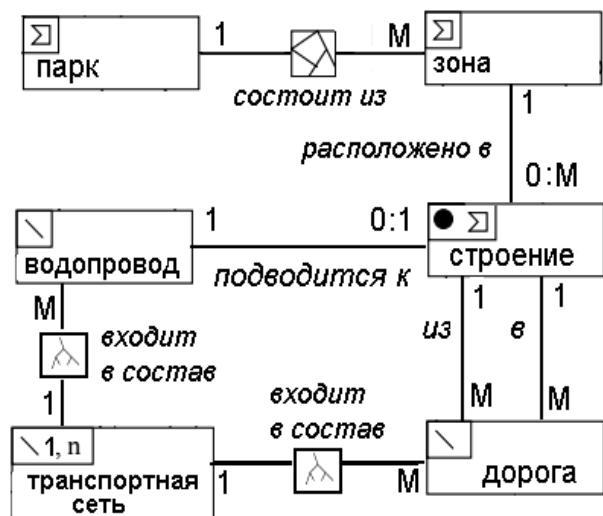 1
M
парк
зона
состоит из
1
расположено в
0:M
1
0:1
водопровод
строение
подводится к
M
1
1
из
в
входит
в состав
входит
в состав
1
M
M
\1, n
транспортная
сеть
1
M
дорога